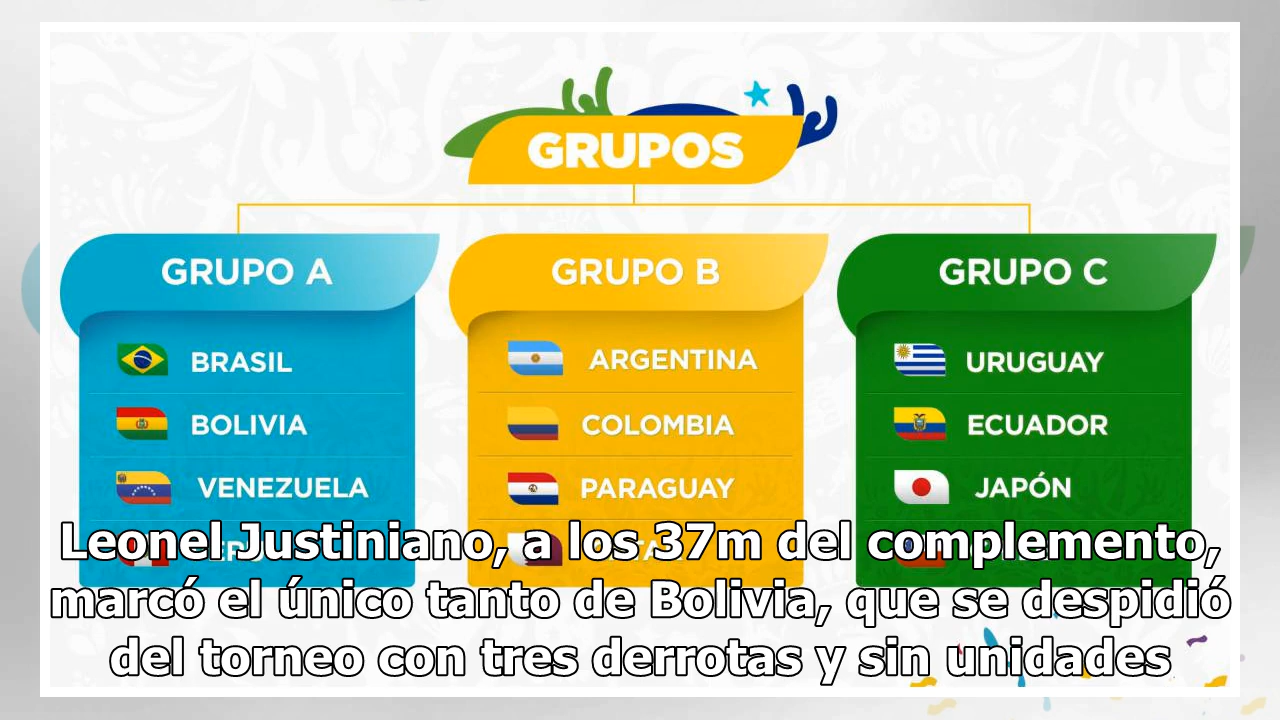 GRUPOS
GRUPO A
BRASIL
BOLIVIA
VENEZUELA
GRUPO B
ARGENTINA
COLOMBIA
PARAGUAY
GRUPO C
URUGUAY
ECUADOR
JAPÓN
Leonel Justiniano, a los 37m del complemento,
marcó el único tanto de Bolivia, que se despidió
del torneo con tres derrotas y sin unidades